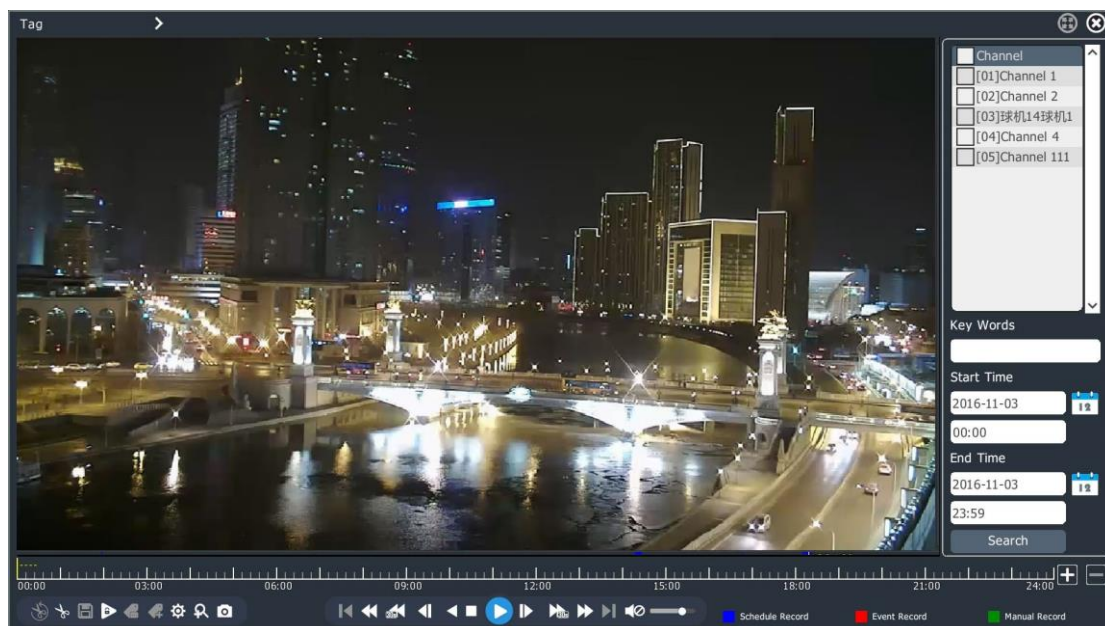 Tag
Channel
[01]Channel 1
[02]Channel 2
[03]球机14球机1
[04]Channel 4
[05]Channel 111
Key Words
Start Time
2016-11-03
12
00:00
End Time
2016-11-03
12
23:59
Search
00:00 03:00 06:00 09:00 12:00 15:00 18:00 21:00 24:00
Schedule Record Event Record Manual Record